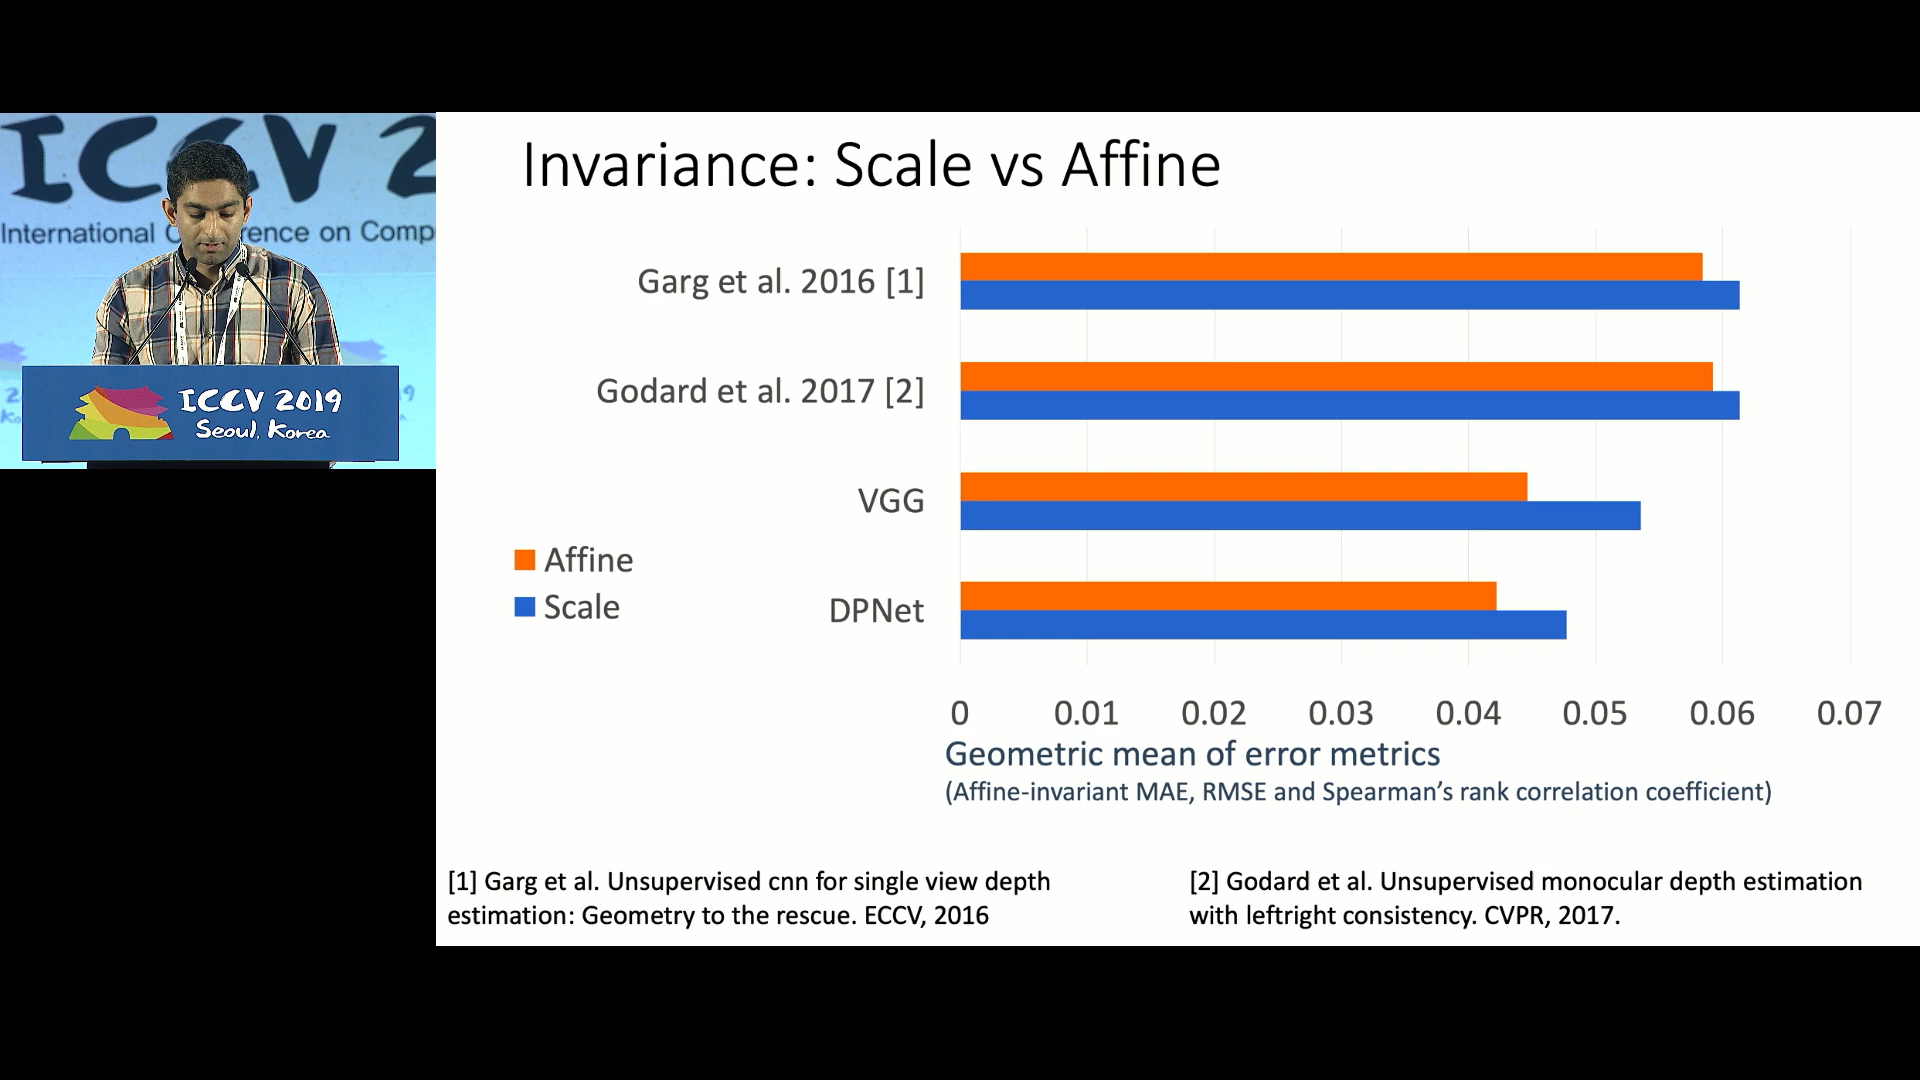 ICCV 2
International C rence on Comp
ICCV 2019
Seoul, Korea
Invariance: Scale vs Affine
Garg et al. 2016 [1]
Godard et al. 2017 [2]
VGG
DPNet
Affine
Scale
0 0.01 0.02 0.03 0.04 0.05 0.06 0.07
Geometric mean of error metrics
(Affine-invariant MAE, RMSE and Spearman’s rank correlation coefficient)
[1] Garg et al. Unsupervised cnn for single view depth
estimation: Geometry to the rescue. ECCV, 2016
[2] Godard et al. Unsupervised monocular depth estimation
with leftright consistency. CVPR, 2017.